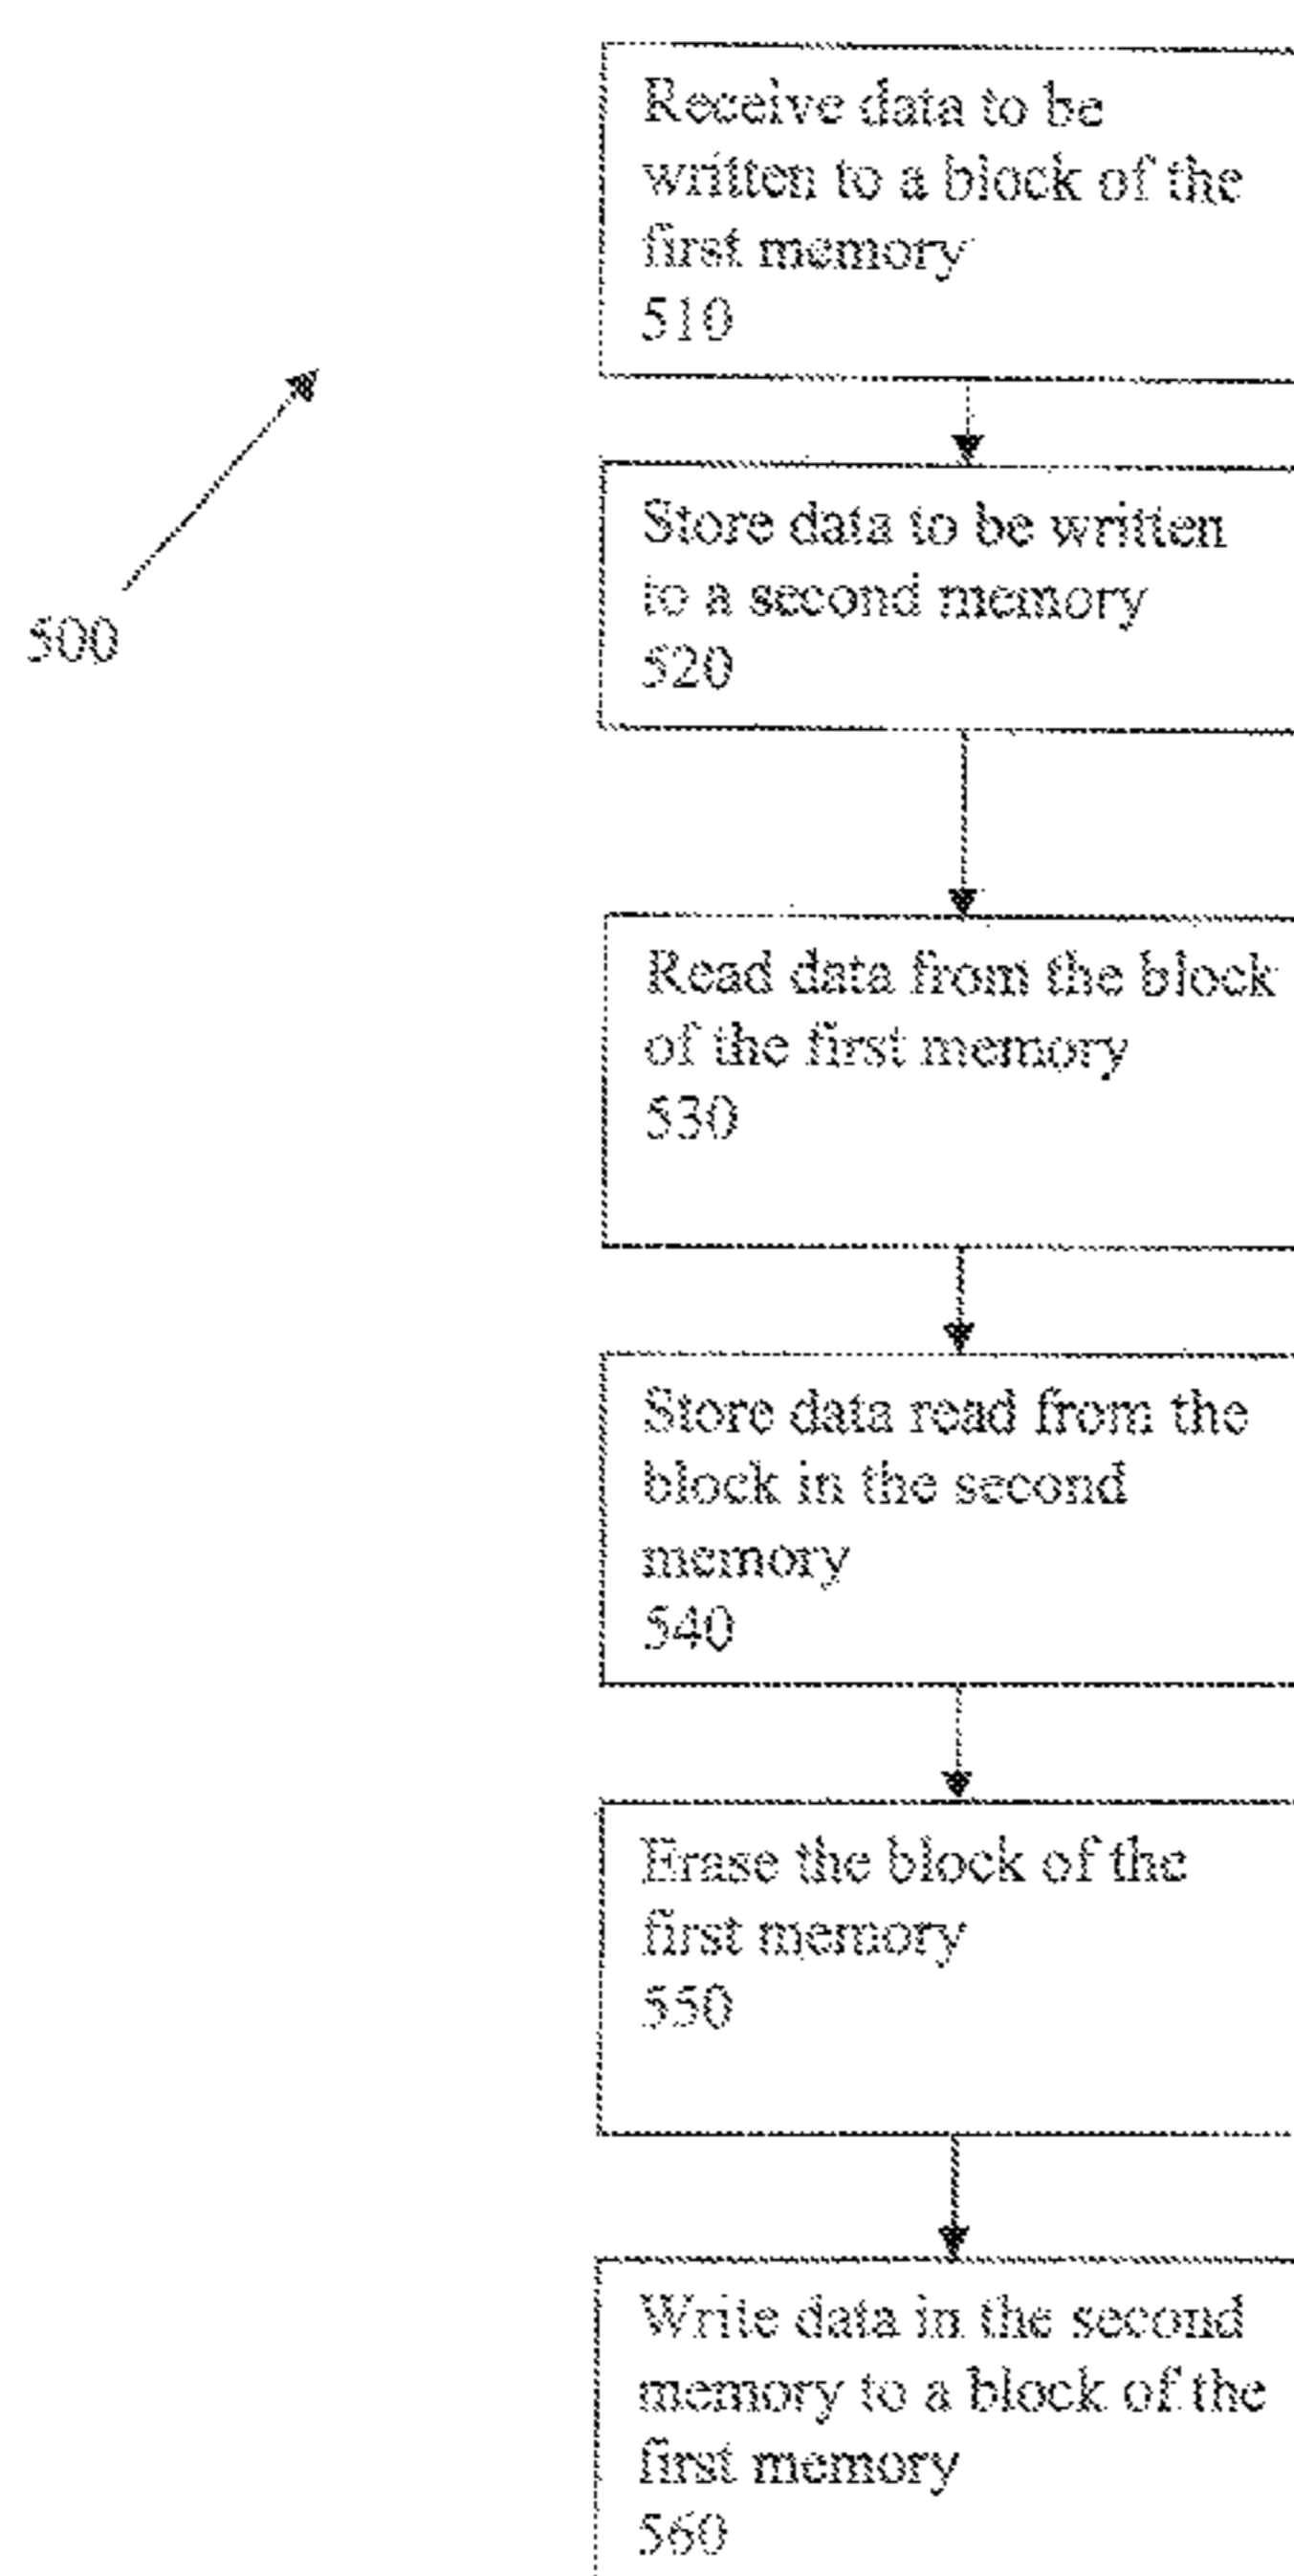 Receive data to be
written to a block of the
first memory
510
Store data to be written
to a second memory
520
500
Read data from the block
of the first memory
530
Store data read from the
block in the second
memory
540
Erase the block of the
first memory
550
Write data in the second
memory to a block of the
first memory
560